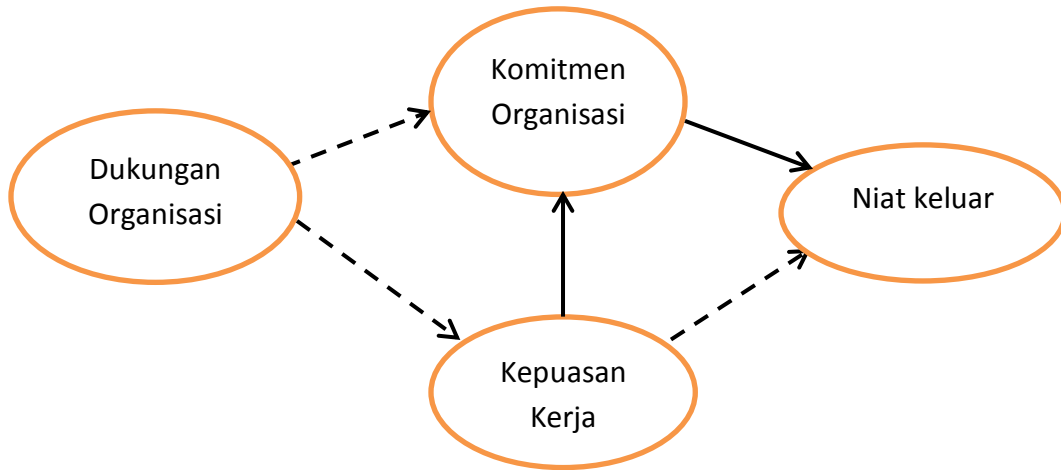 Komitmen
Organisasi
Dukungan
Organisasi
Niat keluar
Kepuasan
Kerja